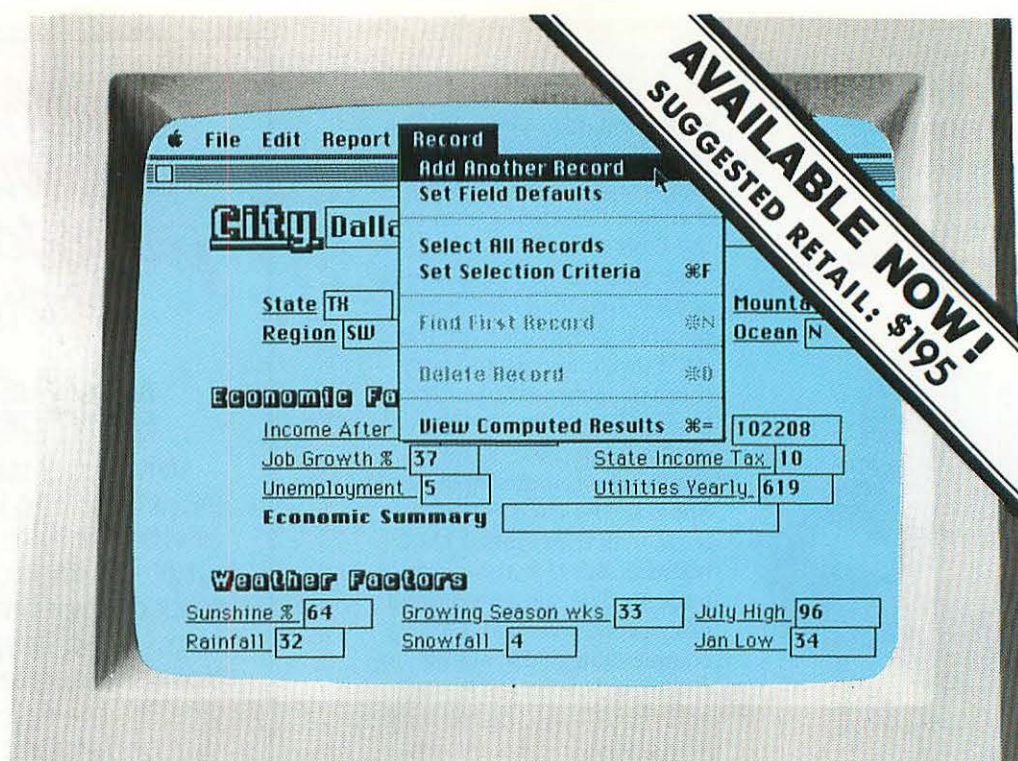 AVAILABLE NOW!
SUGGESTED RETAIL: $195
File Edit Report Record
Add Another Record
Set Field Defaults
Select All Records
Set Selection Criteria ⌘F
Find First Record ⌘N
Delete Record ⌘D
View Computed Results ⌘=
City Dalla
State TX
Region SW
Mounta
Ocean N
Economic Fa
Income After
102208
Job Growth % 37
State Income Tax 10
Unemployment 5
Utilities Yearly 619
Economic Summary
Weather Factors
Sunshine % 64
Growing Season wks 33
July High 96
Rainfall 32
Snowfall 4
Jan Low 34